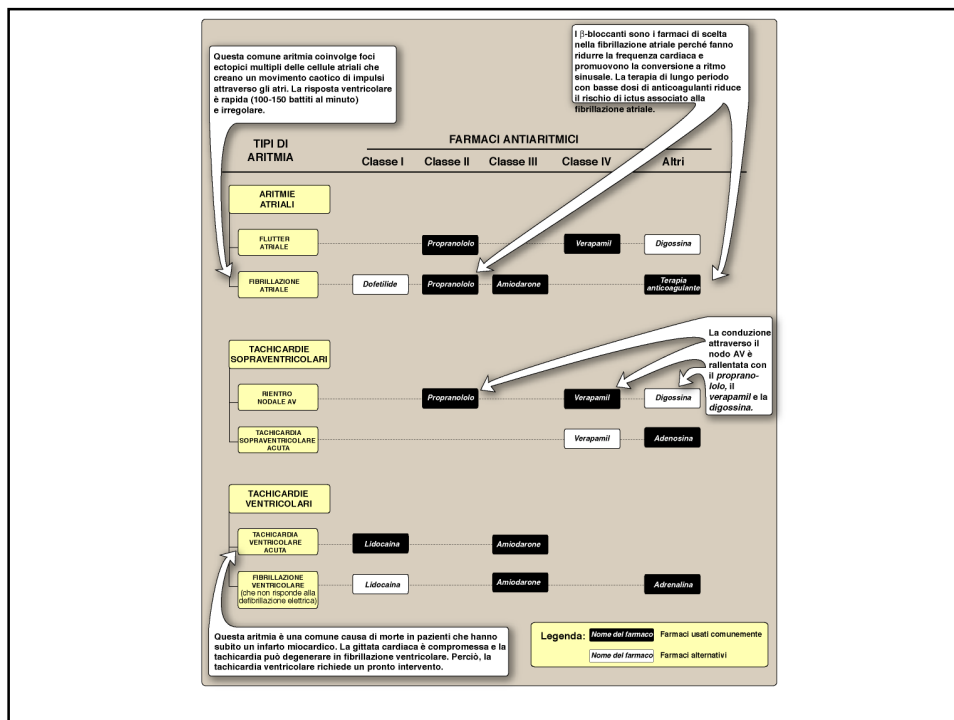 Questa comune aritmia coinvolge foci
ectopici multipli delle cellule atriali che
creano un movimento caotico di impulsi
attraverso gli atri. La risposta ventricolare
è rapida (100-150 battiti al minuto)
e irregolare.
I β-bloccanti sono i farmaci di scelta
nella fibrillazione atriale perché fanno
ridurre la frequenza cardiaca e
promuovono la conversione a ritmo
sinusale. La terapia di lungo periodo
con basse dosi di anticoagulanti riduce
il rischio di ictus associato alla
fibrillazione atriale.
TIPI DI
ARITMIA
FARMACI ANTIARITMICI
Classe I Classe II Classe III Classe IV Altri
ARITMIE
ATRIALI
FLUTTER
ATRIALE
Propranololo Verapamil Digossina
FIBRILLAZIONE
ATRIALE
Dofetilide Propranololo Amiodarone Terapia
anticoagulante
TACHICARDIE
SOPRAVENTRICOLARI
La conduzione
attraverso il
nodo AV è
rallentata con
il proprano-
lolo, il
verapamil e la
digossina.
RIENTRO
NODALE AV
Propranololo Verapamil Digossina
TACHICARDIA
SOPRAVENTRICOLARE
ACUTA
Verapamil Adenosina
TACHICARDIE
VENTRICOLARI
TACHICARDIA
VENTRICOLARE
ACUTA
Lidocaina Amiodarone
FIBRILLAZIONE
VENTRICOLARE
(che non risponde alla
defibrillazione elettrica)
Lidocaina Amiodarone Adrenalina
Questa aritmia è una comune causa di morte in pazienti che hanno
subito un infarto miocardico. La gittata cardiaca è compromessa e la
tachicardia può degenerare in fibrillazione ventricolare. Perciò, la
tachicardia ventricolare richiede un pronto intervento.
Legenda: Nome del farmaco Farmaci usati comunemente
Nome del farmaco Farmaci alternativi